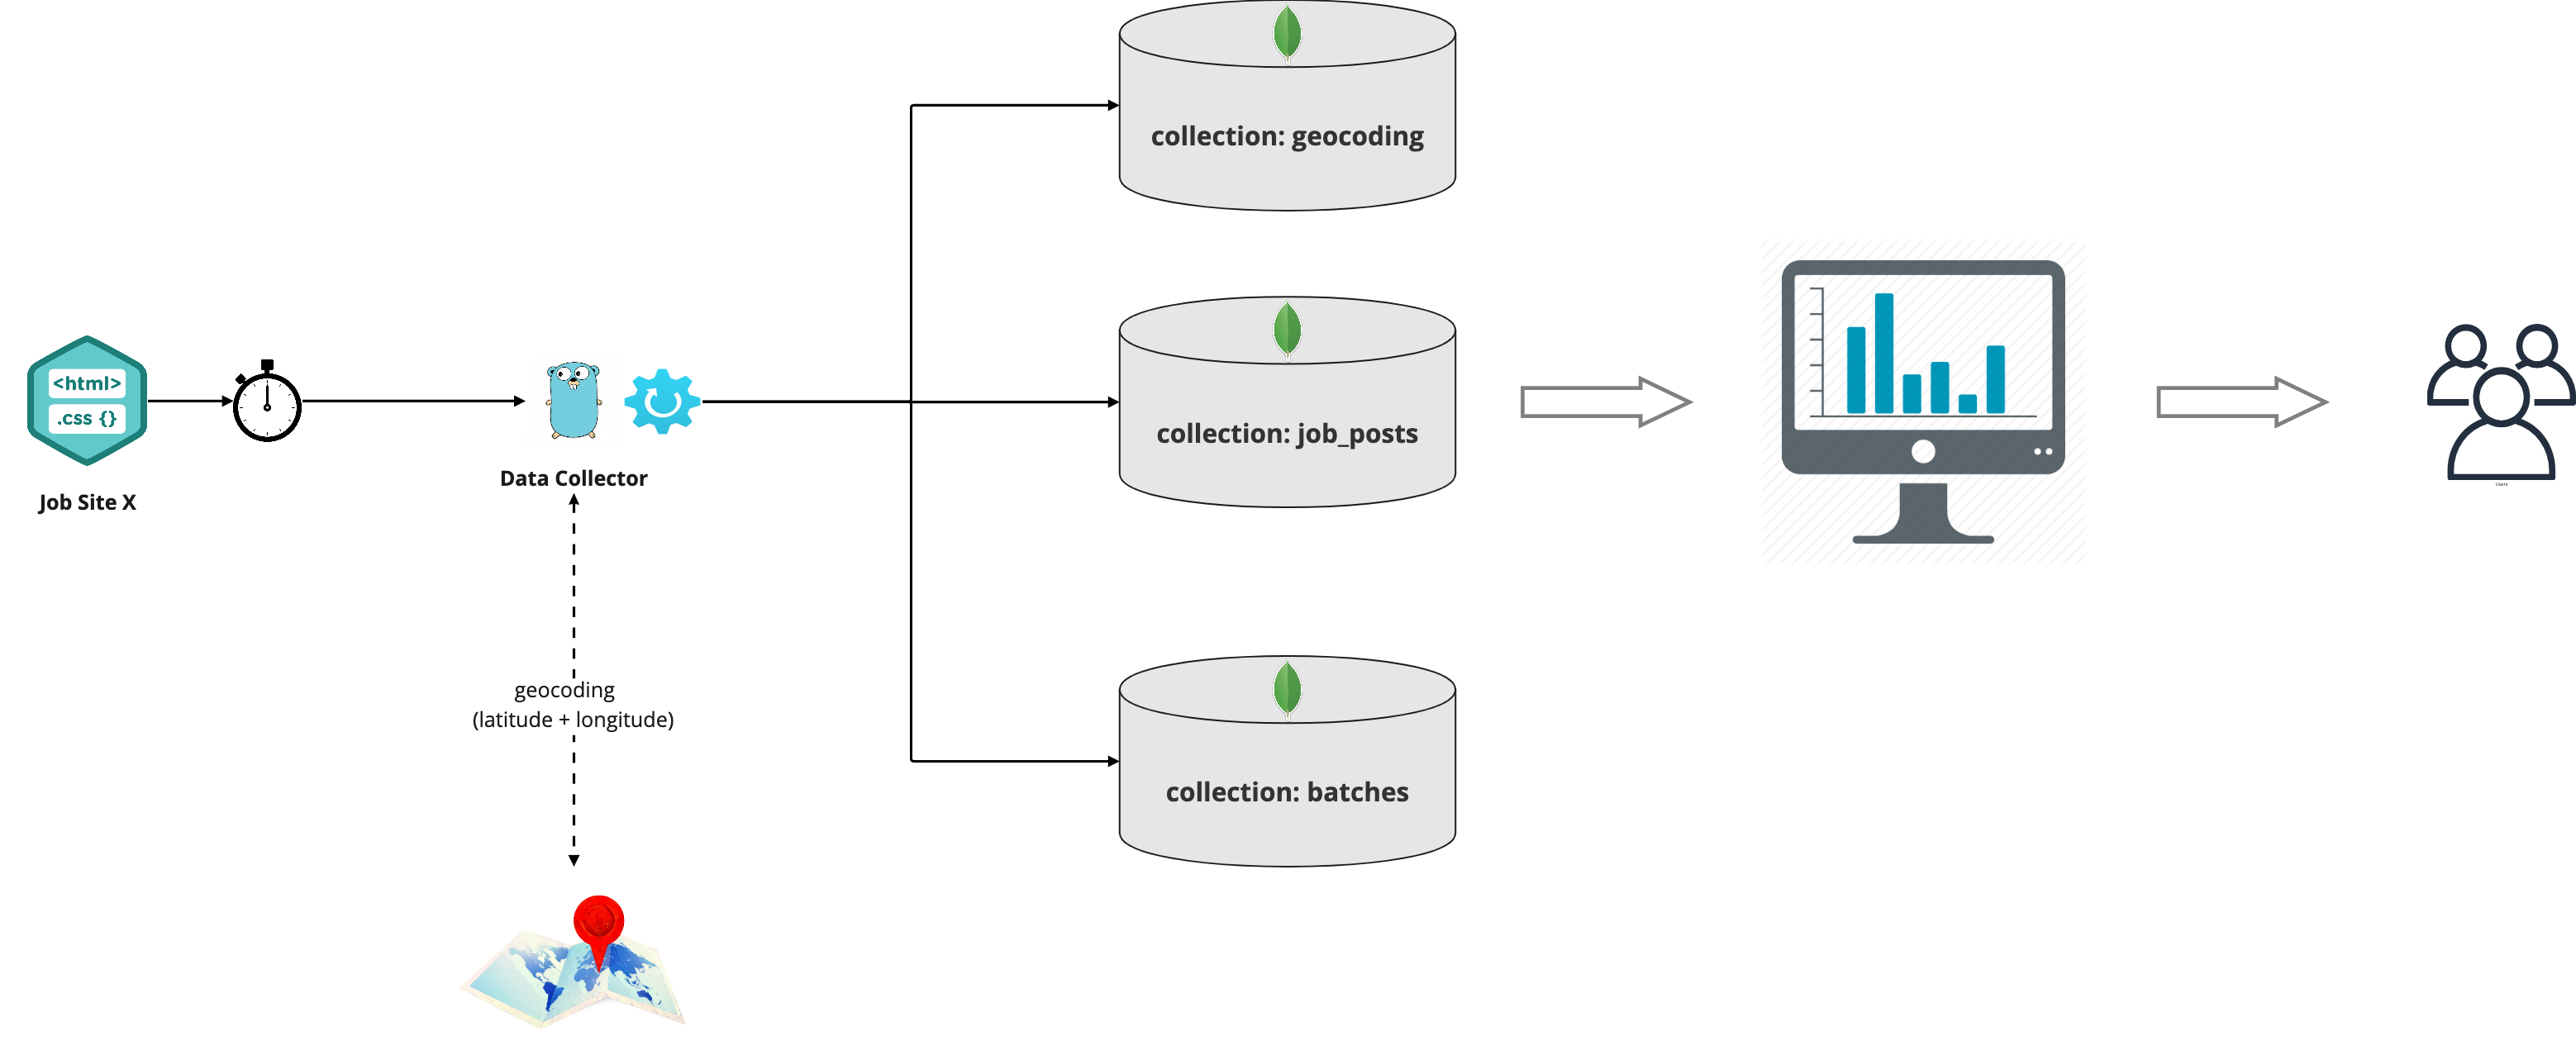 collection: geocoding
<html>
.css {}
Job Site X
Data Collector
collection: job_posts
Users
geocoding
(latitude + longitude)
collection: batches